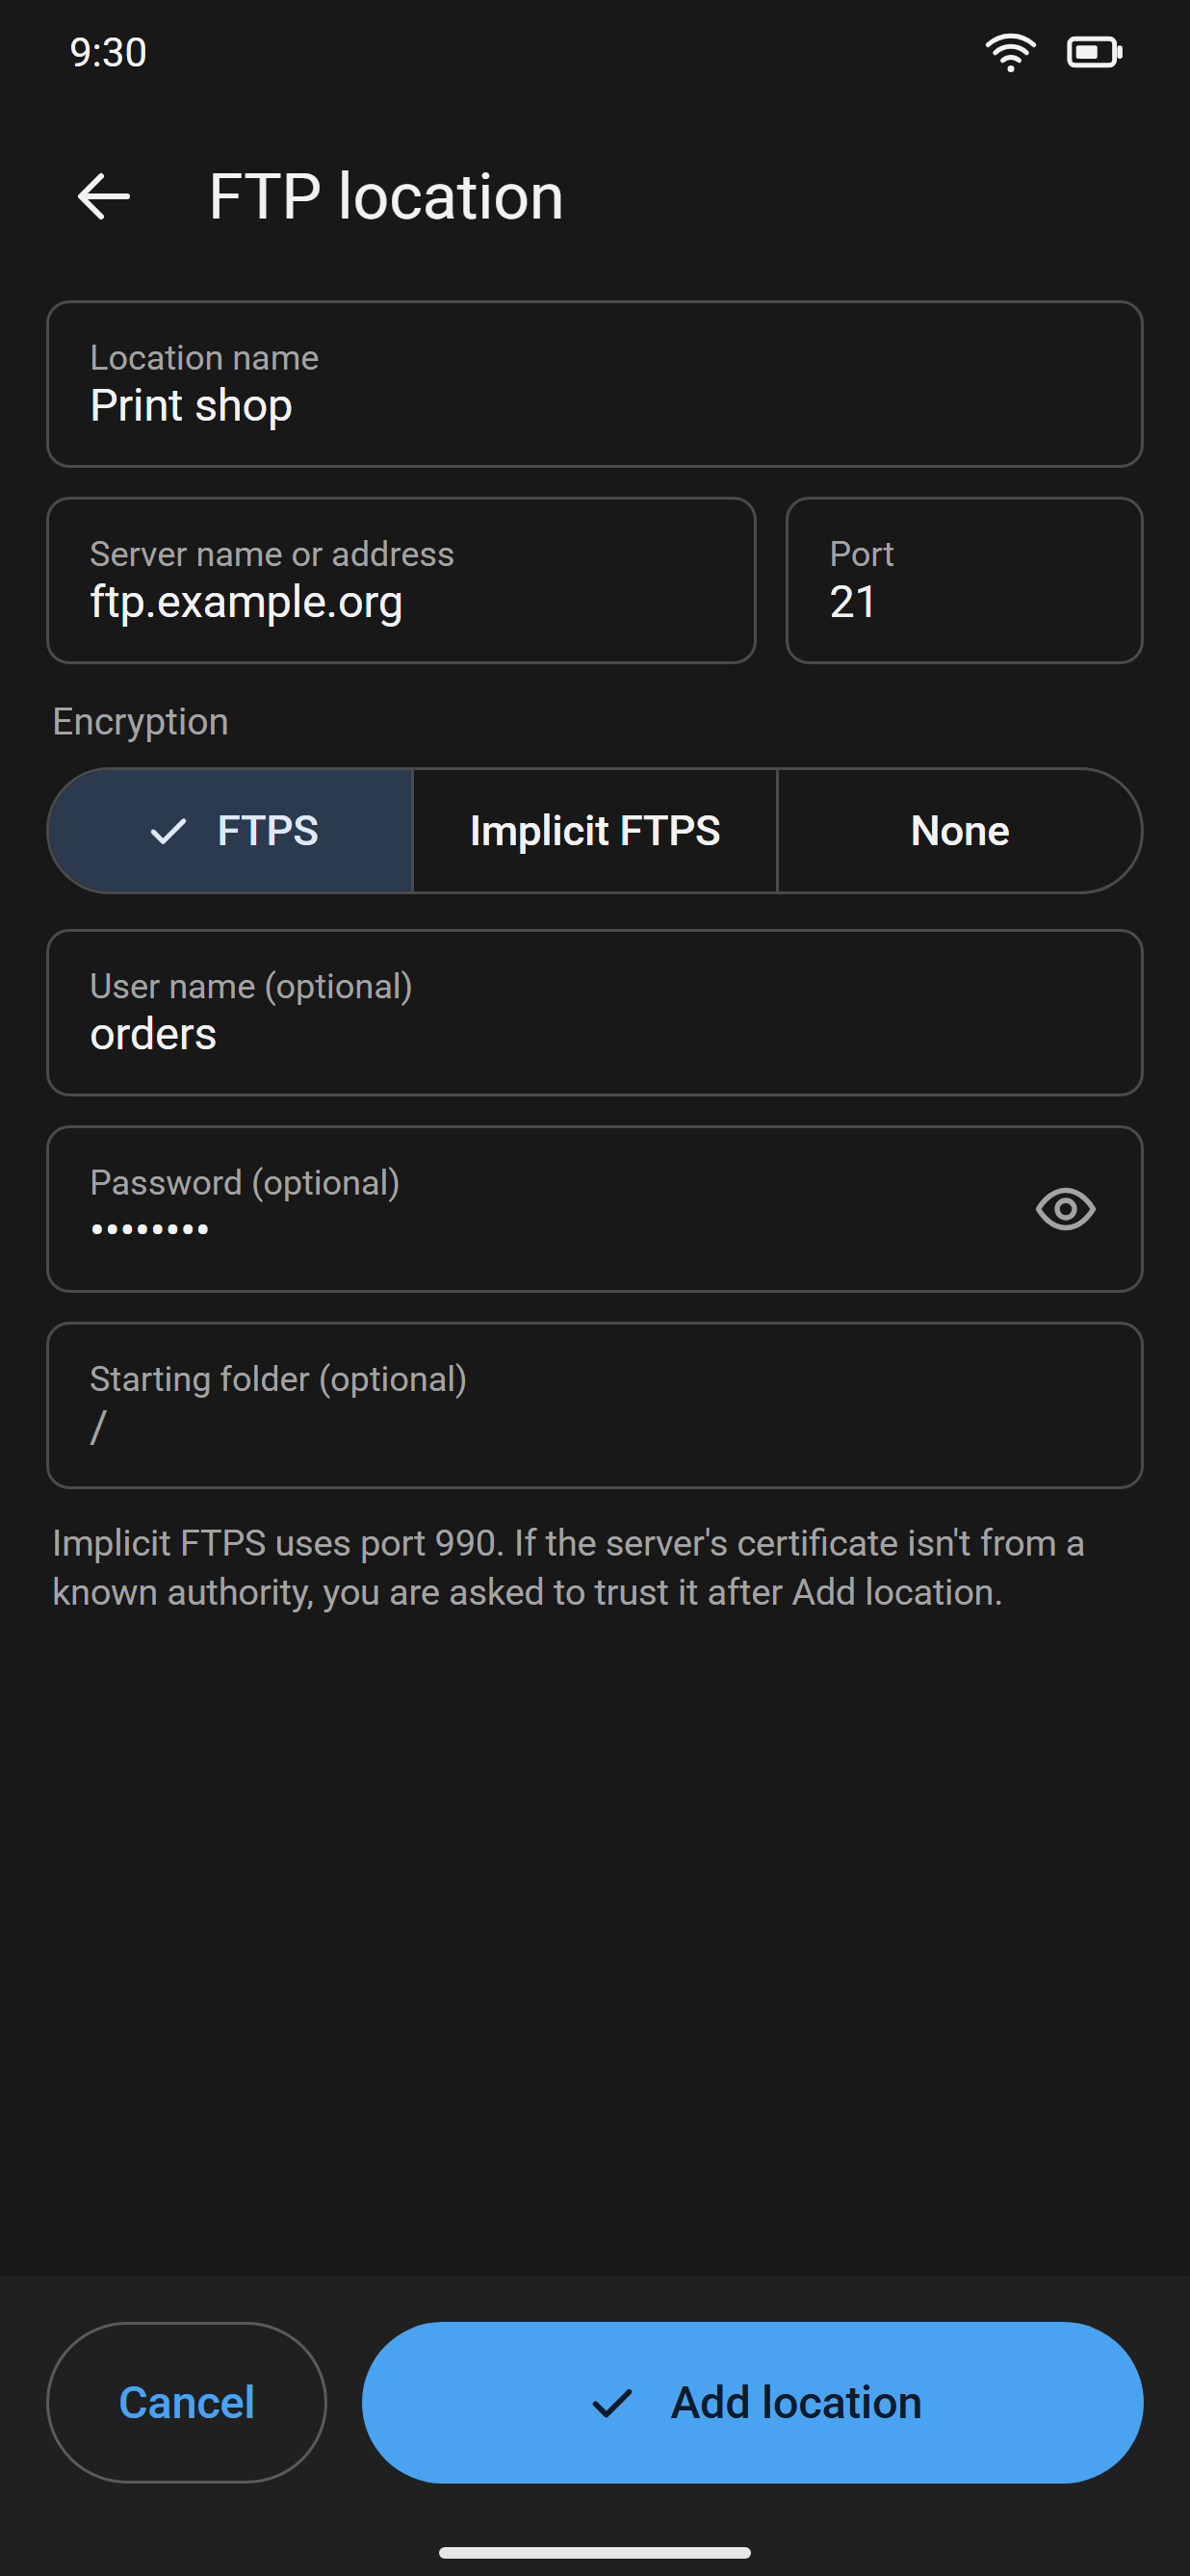 9:30
FTP location
Location name
Print shop
Server name or address
ftp.example.org
Port
21
Encryption
FTPS
Implicit FTPS
None
User name (optional)
orders
Password (optional)
••••••••
Starting folder (optional)
/
Implicit FTPS uses port 990. If the server's certificate isn't from a
known authority, you are asked to trust it after Add location.
Cancel
Add location